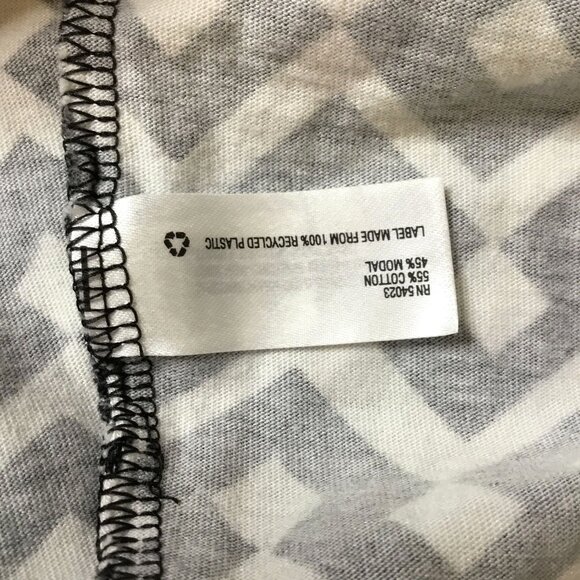 RN 54023
55% COTTON
45% MODAL
LABEL MADE FROM 100% RECYCLED PLASTIC